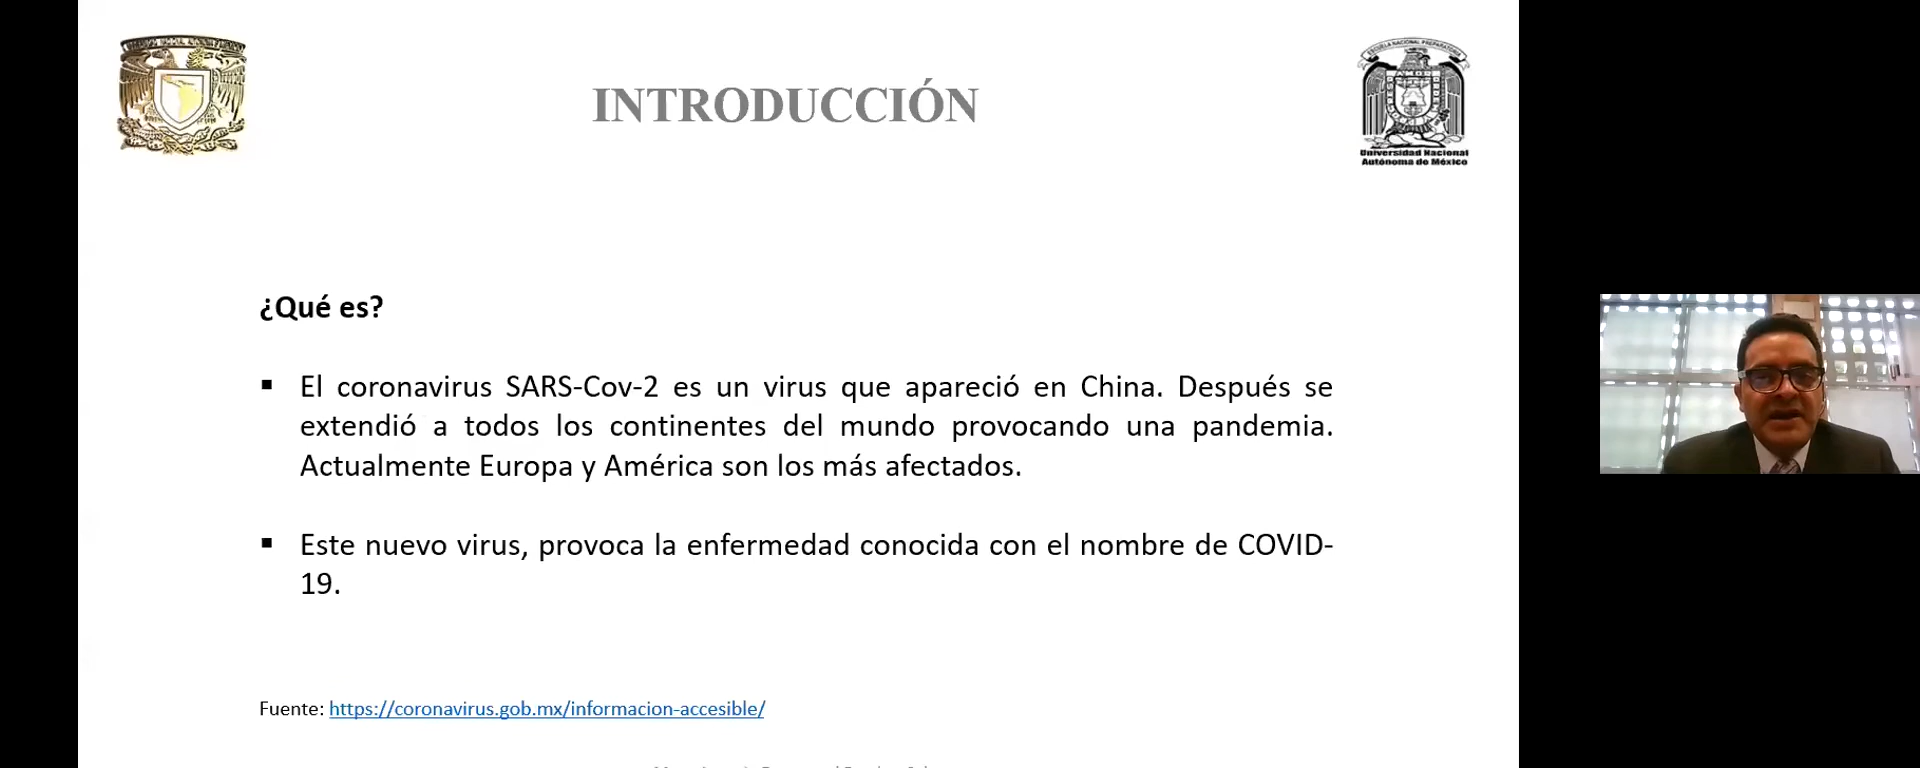 INTRODUCCIÓN
ESCUELA NACIONAL PREPARATORIA
Universidad Nacional
Autónoma de México
¿Qué es?
▪ El coronavirus SARS-Cov-2 es un virus que apareció en China. Después se
extendió a todos los continentes del mundo provocando una pandemia.
Actualmente Europa y América son los más afectados.
▪ Este nuevo virus, provoca la enfermedad conocida con el nombre de COVID-
19.
Fuente: https://coronavirus.gob.mx/informacion-accesible/